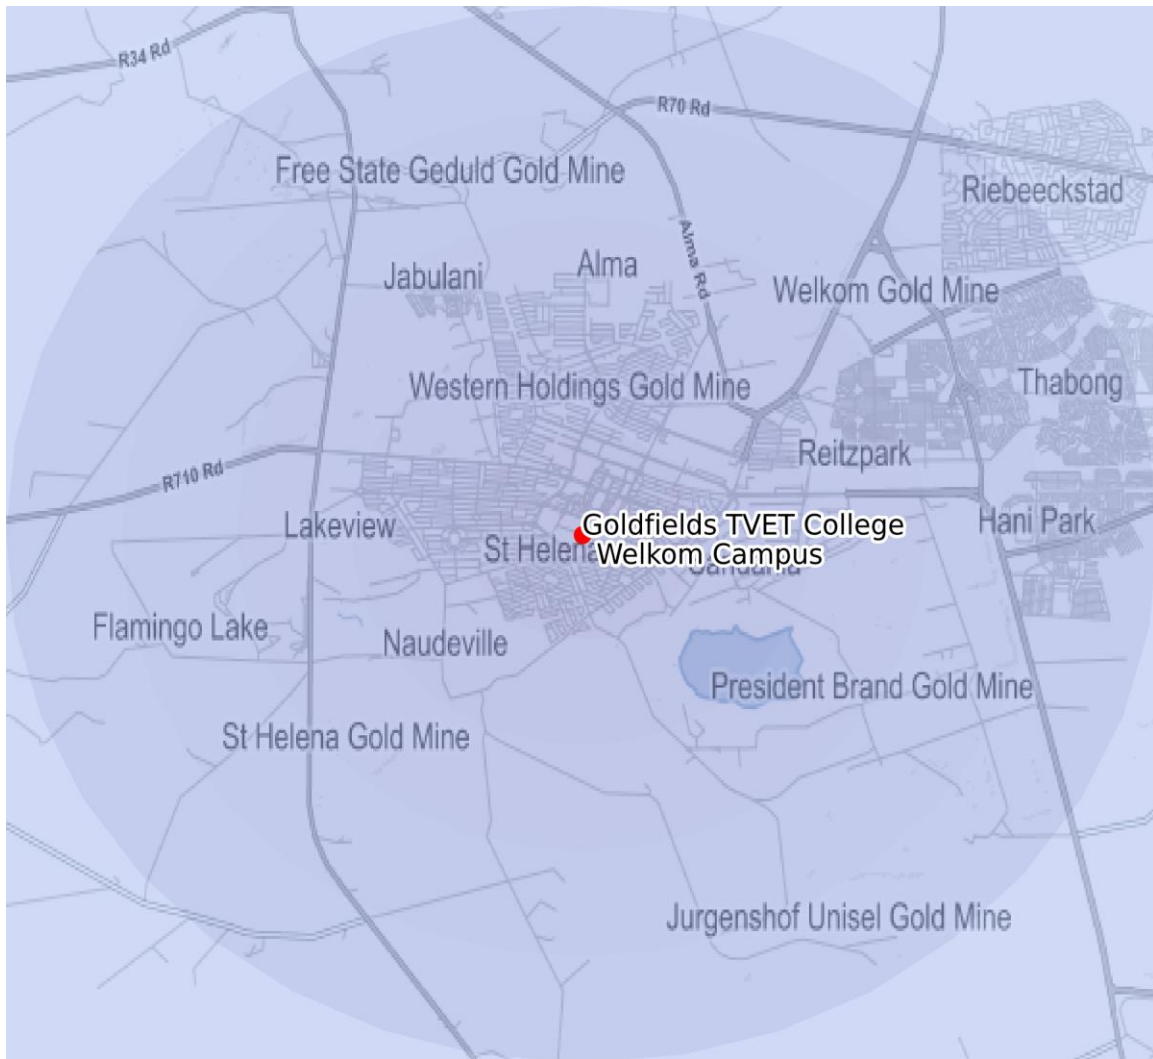 R34 Rd
R70 Rd
Free State Geduld Gold Mine
Riebeeckstad
Alma Rd
Alma
Jabulani
Welkom Gold Mine
Western Holdings Gold Mine
Thabong
Reitzpark
R710 Rd
Lakeview
Hani Park
Goldfields TVET College
Welkom Campus
St Helena
Flamingo Lake
Naudeville
President Brand Gold Mine
St Helena Gold Mine
Jurgenshof Unisel Gold Mine